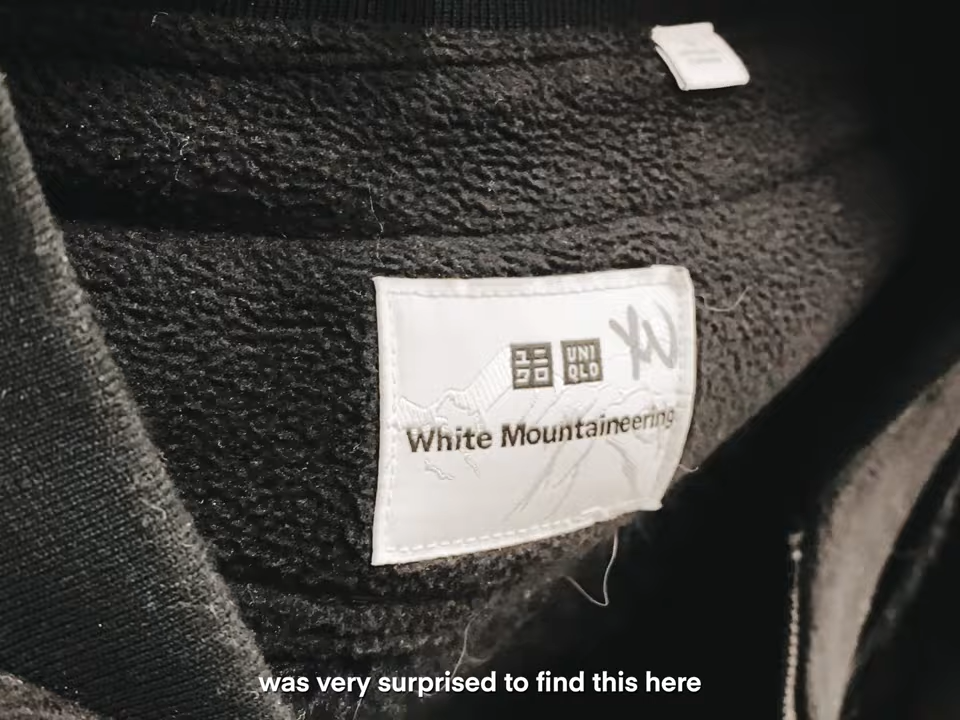 ユニ UNI
クロ QLO
White Mountaineering
was very surprised to find this here